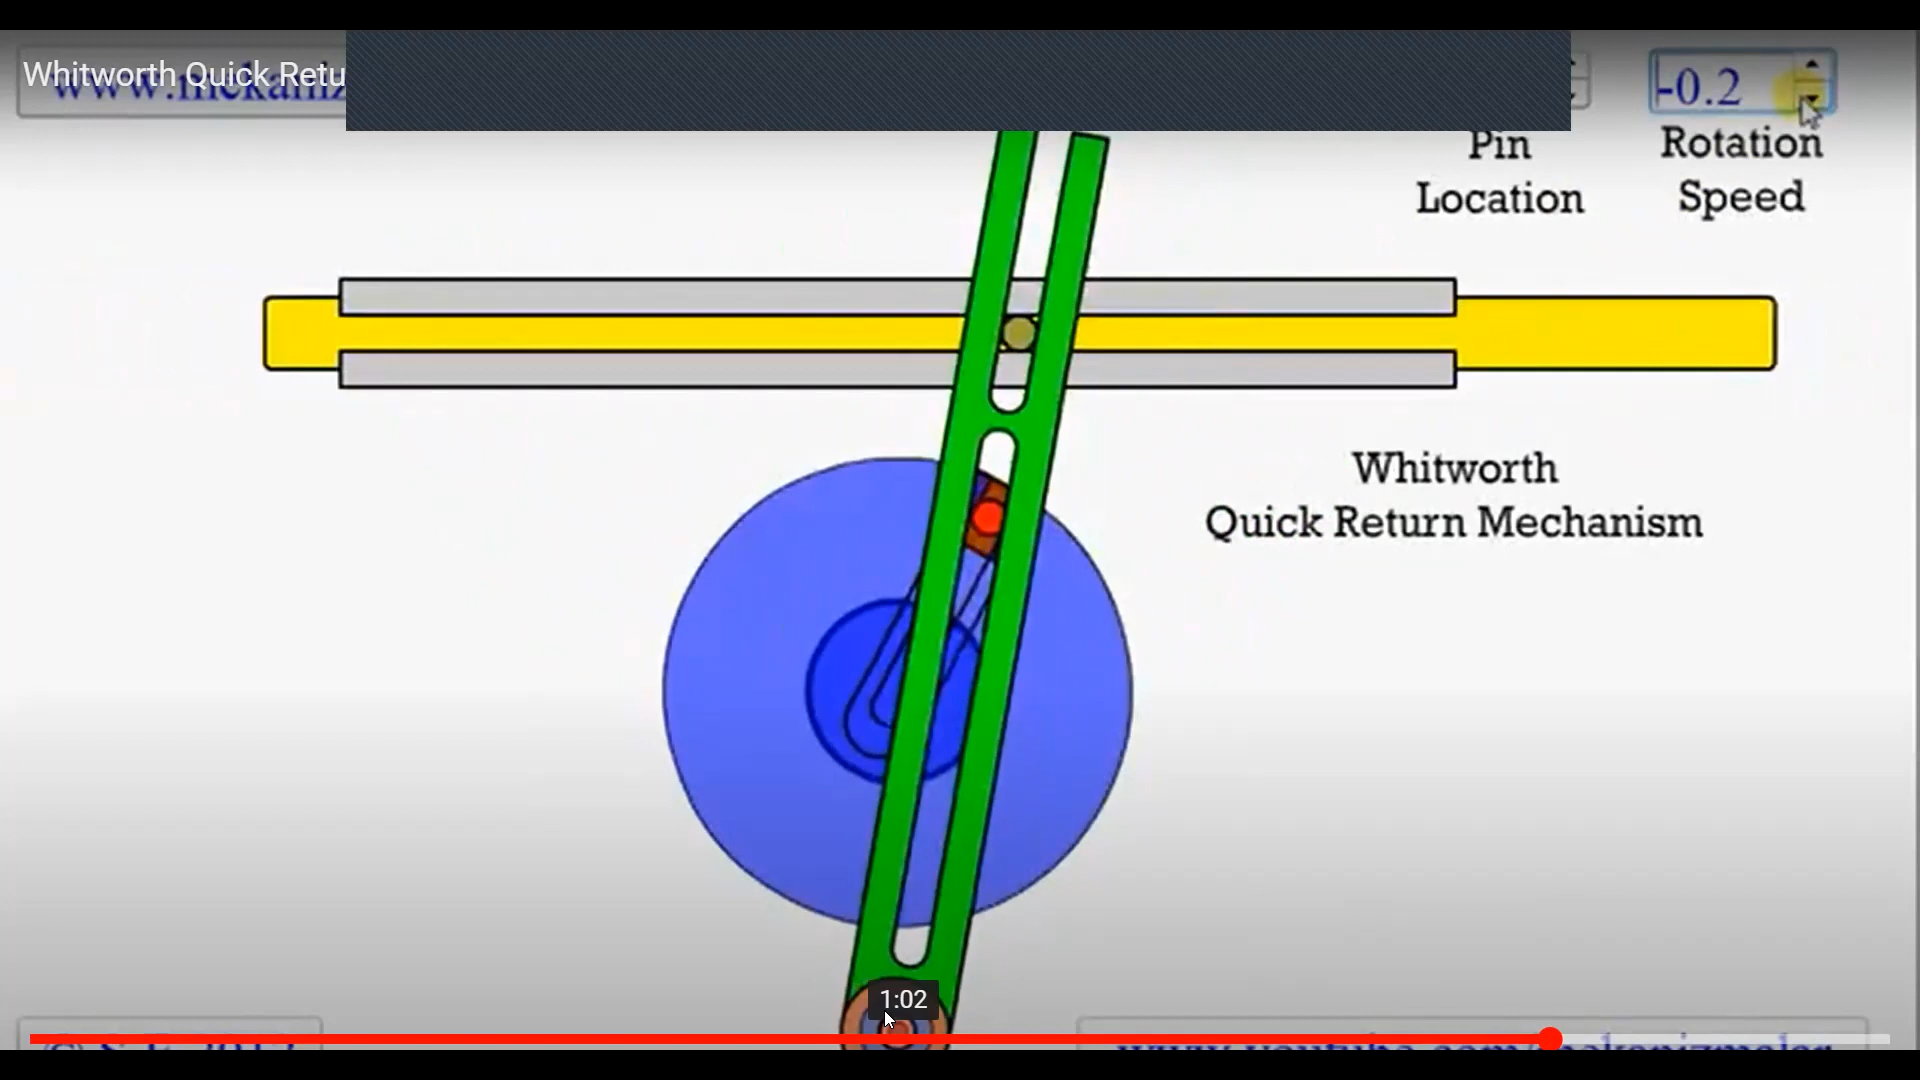 Whitworth Quick Retu
-0.2
Pin
Location
Rotation
Speed
Whitworth
Quick Return Mechanism
1:02